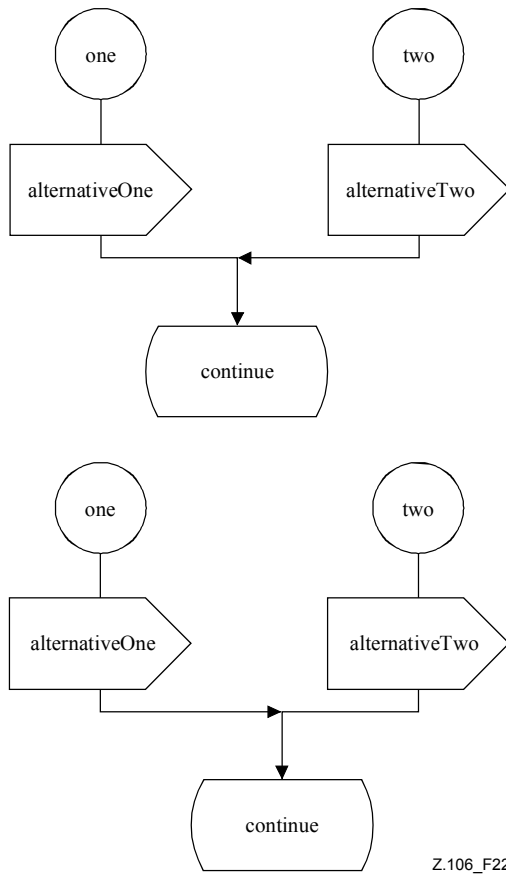 one
two
alternativeOne
alternativeTwo
continue
one
two
alternativeOne
alternativeTwo
continue
Z.106_F22